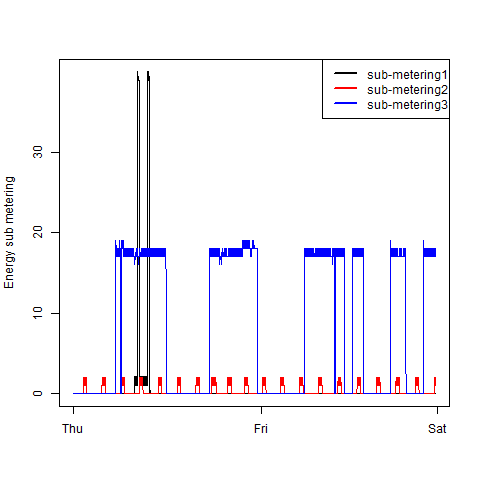 sub-metering1
sub-metering2
sub-metering3
Energy sub metering
30
20
10
0
Thu Fri Sat